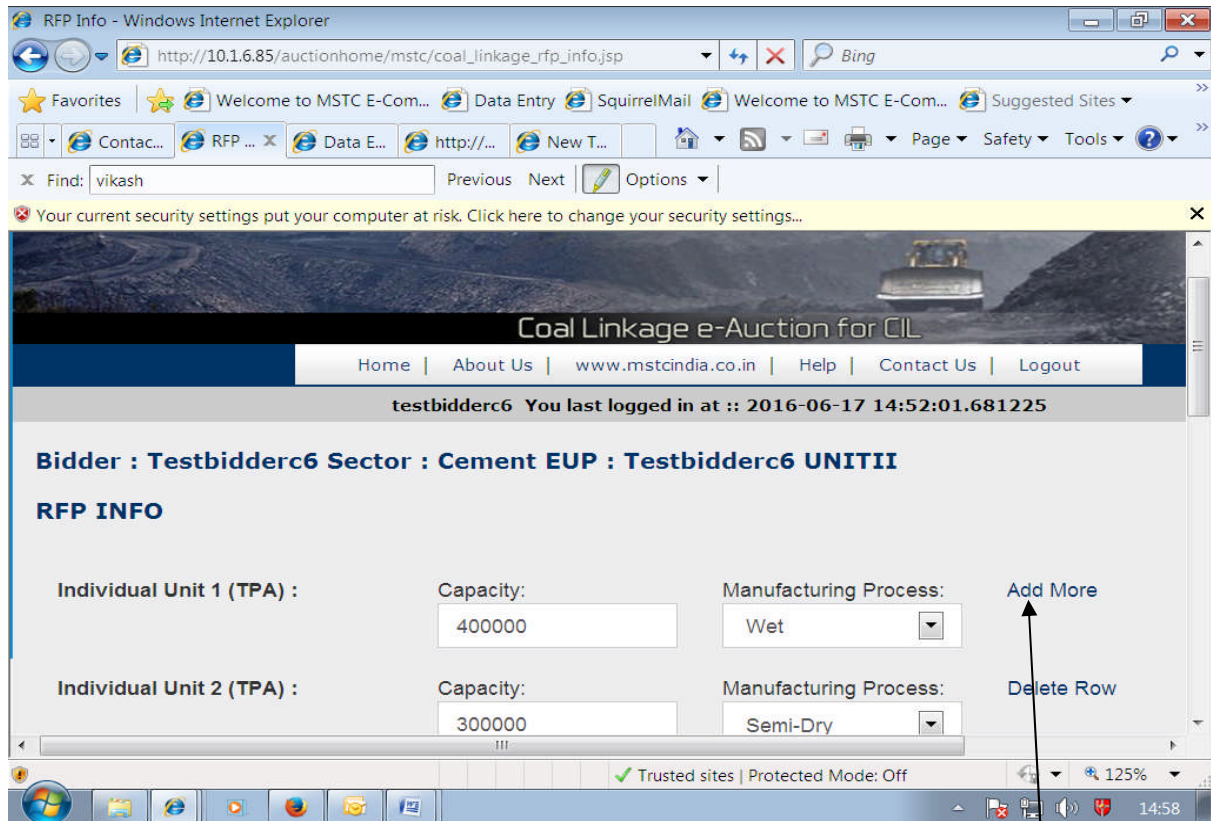 RFP Info - Windows Internet Explorer
http://10.1.6.85/auctionhome/mstc/coal_linkage_rfp_info.jsp Bing
Favorites Welcome to MSTC E-Com... Data Entry SquirrelMail Welcome to MSTC E-Com... Suggested Sites
Contac... RFP ... X Data E... http://... New T... Page Safety Tools
X Find: vikash Previous Next Options
Your current security settings put your computer at risk. Click here to change your security settings...
Coal Linkage e-Auction for CIL
Home | About Us | www.mstcindia.co.in | Help | Contact Us | Logout
testbidderc6 You last logged in at :: 2016-06-17 14:52:01.681225
Bidder : Testbidderc6 Sector : Cement EUP : Testbidderc6 UNITII
RFP INFO
Individual Unit 1 (TPA) : Capacity: Manufacturing Process: Add More
400000 Wet
Individual Unit 2 (TPA) : Capacity: Manufacturing Process: Delete Row
300000 Semi-Dry
Trusted sites | Protected Mode: Off 125%
14:58